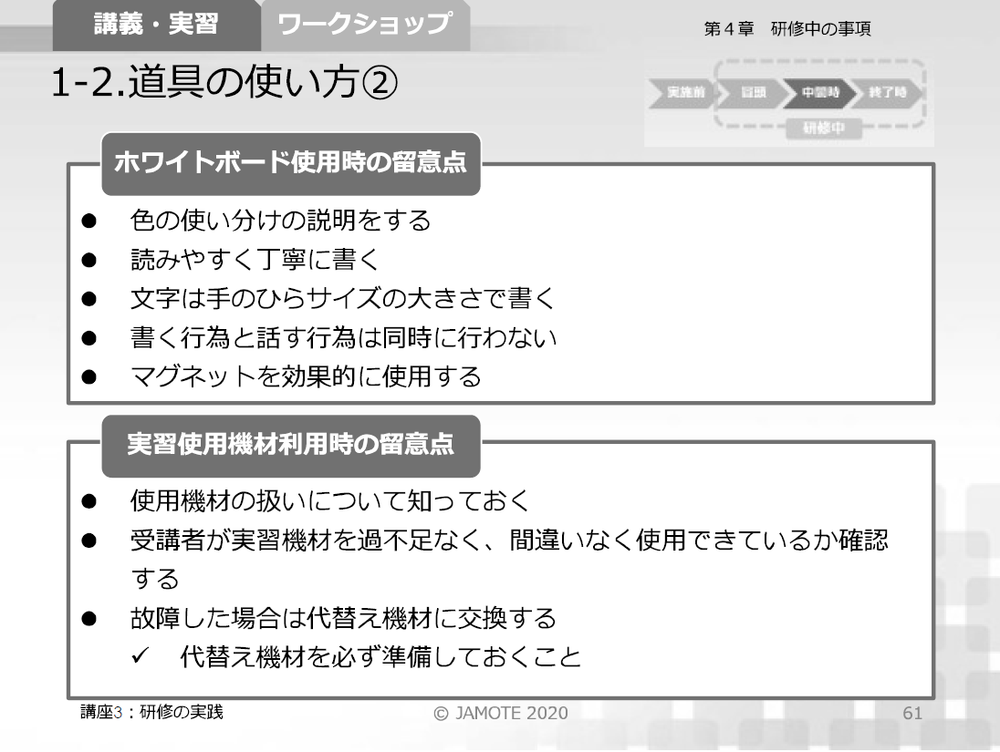 講義・実習 ワークショップ
第４章　研修中の事項
1-2.道具の使い方②
実施前 冒頭 中間時 終了時
研修中
ホワイトボード使用時の留意点
● 色の使い分けの説明をする
● 読みやすく丁寧に書く
● 文字は手のひらサイズの大きさで書く
● 書く行為と話す行為は同時に行わない
● マグネットを効果的に使用する
実習使用機材利用時の留意点
● 使用機材の扱いについて知っておく
● 受講者が実習機材を過不足なく、間違いなく使用できているか確認
する
● 故障した場合は代替え機材に交換する
✓ 代替え機材を必ず準備しておくこと
講座3：研修の実践
© JAMOTE 2020
61